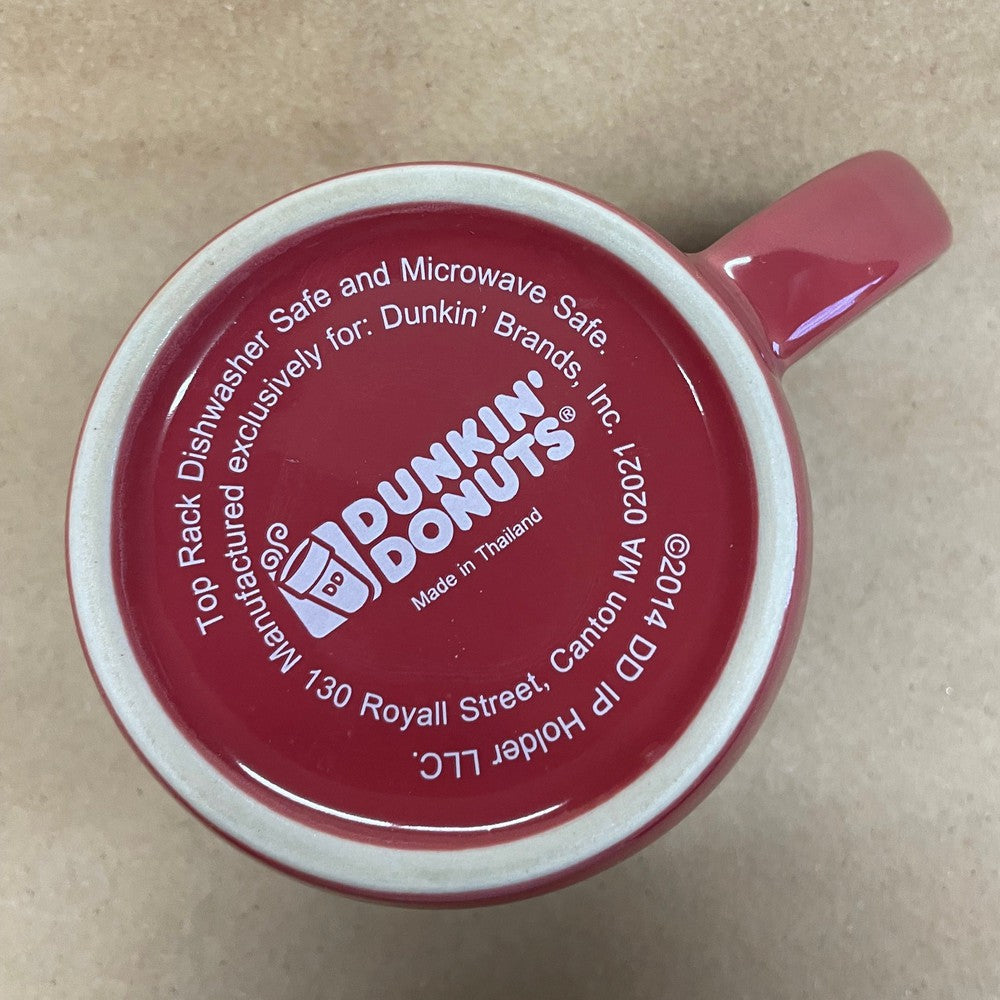 Top Rack Dishwasher Safe and Microwave Safe.
Manufactured exclusively for: Dunkin' Brands, Inc.
130 Royall Street, Canton MA 02021
©2014 DD IP Holder LLC.
DUNKIN'
DONUTS®
DD
Made in Thailand